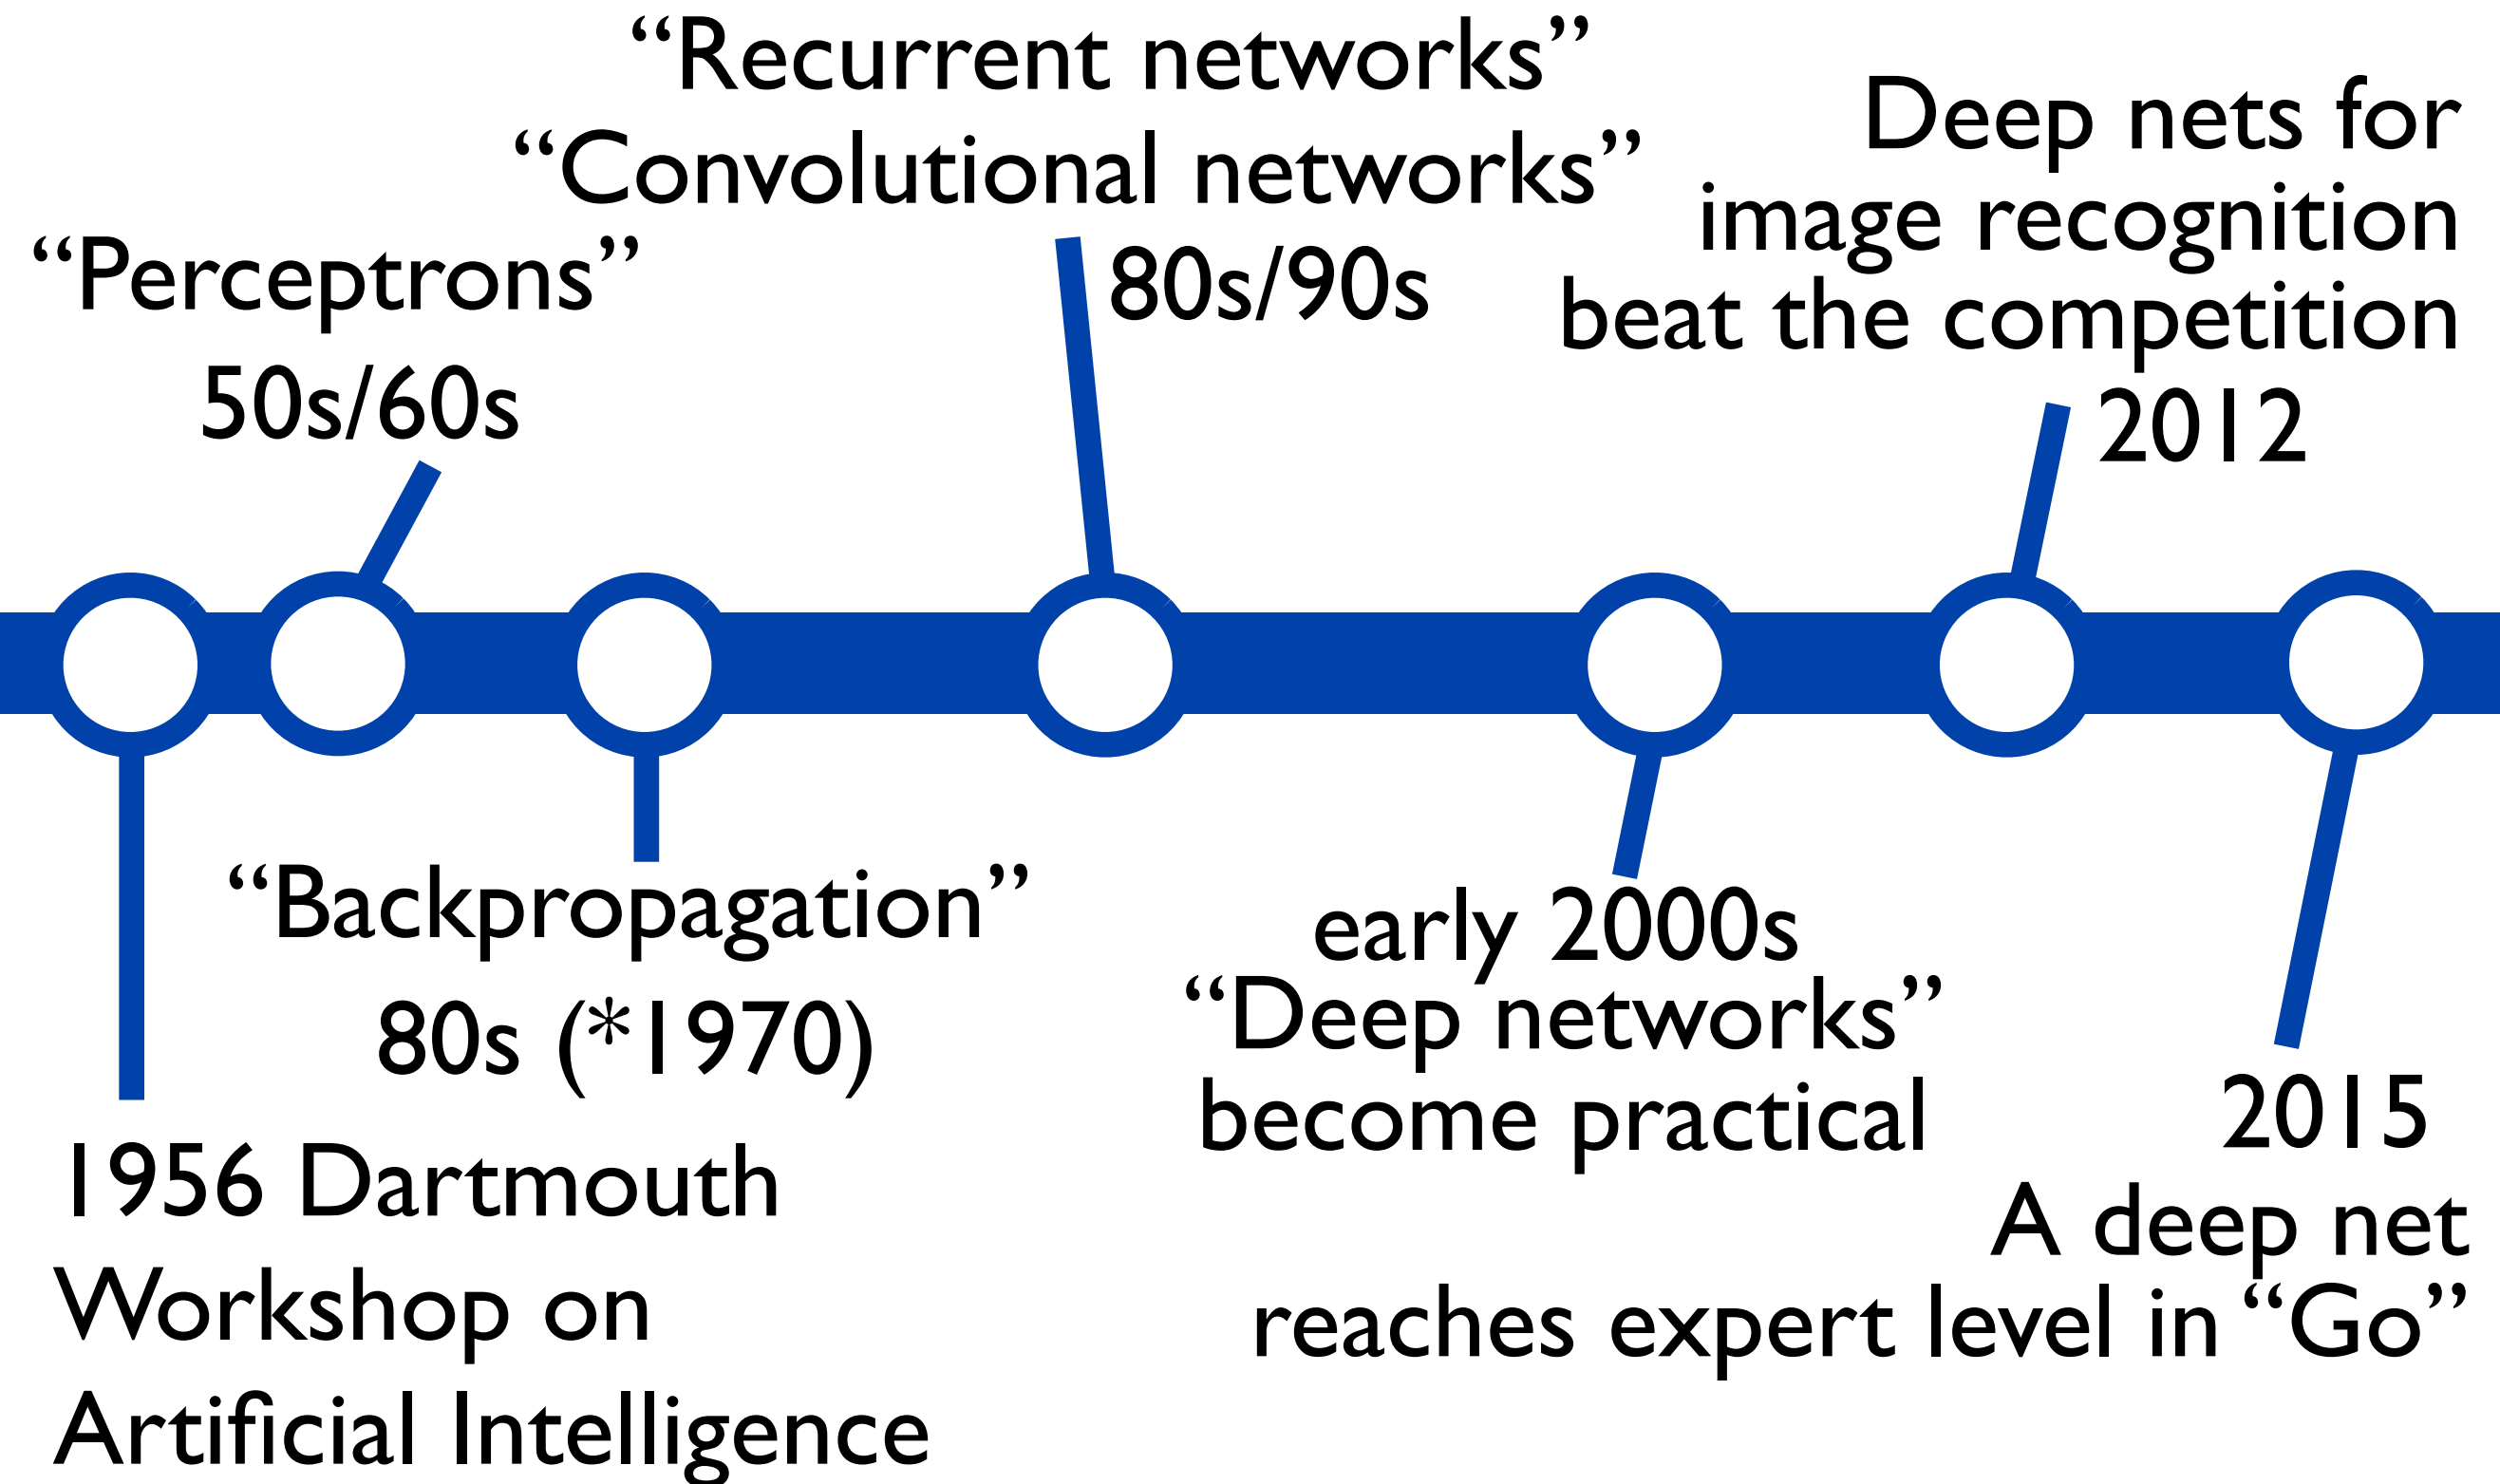 “Recurrent networks”
“Convolutional networks”
80s/90s
Deep nets for
image recognition
beat the competition
2012
“Perceptrons”
50s/60s
“Backpropagation”
80s (*1970)
1956 Dartmouth
Workshop on
Artificial Intelligence
early 2000s
“Deep networks”
become practical
2015
A deep net
reaches expert level in “Go”